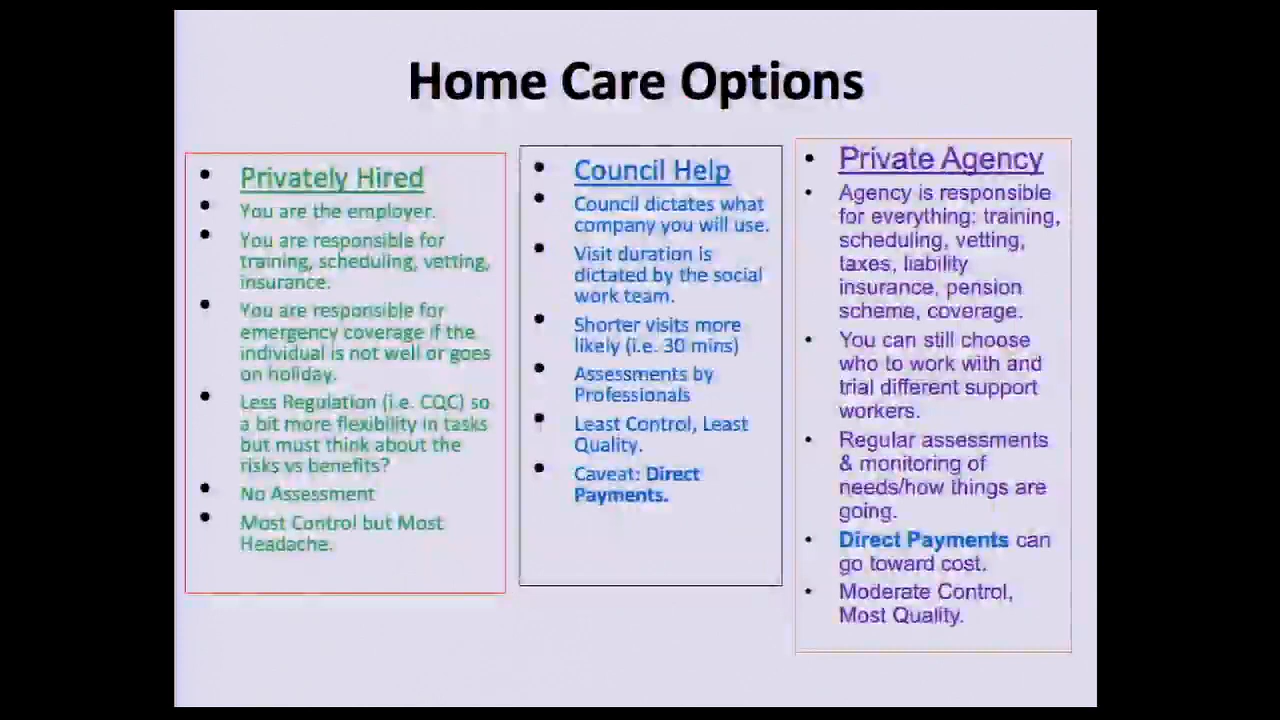 Home Care Options
Privately Hired
You are the employer.
You are responsible for
training, scheduling, vetting,
insurance.
You are responsible for
emergency coverage if the
individual is not well or goes
on holiday.
Less Regulation (i.e. CQC) so
a bit more flexibility in tasks
but must think about the
risks vs benefits?
No Assessment
Most Control but Most
Headache.
Council Help
Council dictates what
company you will use.
Visit duration is
dictated by the social
work team.
Shorter visits more
likely (i.e. 30 mins)
Assessments by
Professionals
Least Control, Least
Quality.
Caveat: Direct
Payments.
Private Agency
Agency is responsible
for everything: training,
scheduling, vetting,
taxes, liability
insurance, pension
scheme, coverage.
You can still choose
who to work with and
trial different support
workers.
Regular assessments
& monitoring of
needs/how things are
going.
Direct Payments can
go toward cost.
Moderate Control,
Most Quality.